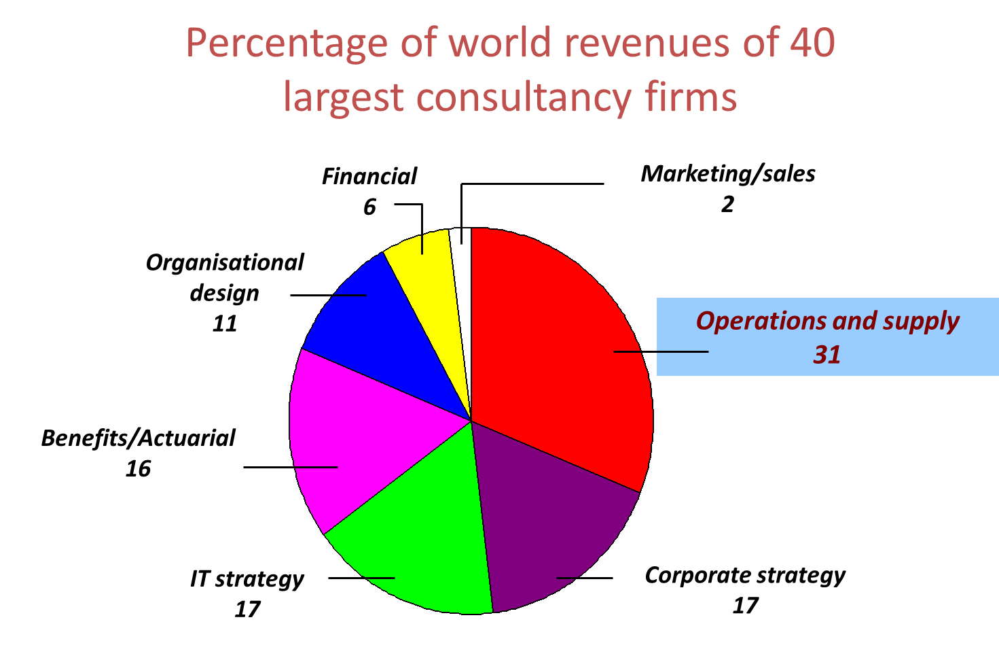 Percentage of world revenues of 40
largest consultancy firms
Financial
6
Marketing/sales
2
Organisational
design
11
Operations and supply
31
Benefits/Actuarial
16
IT strategy
17
Corporate strategy
17